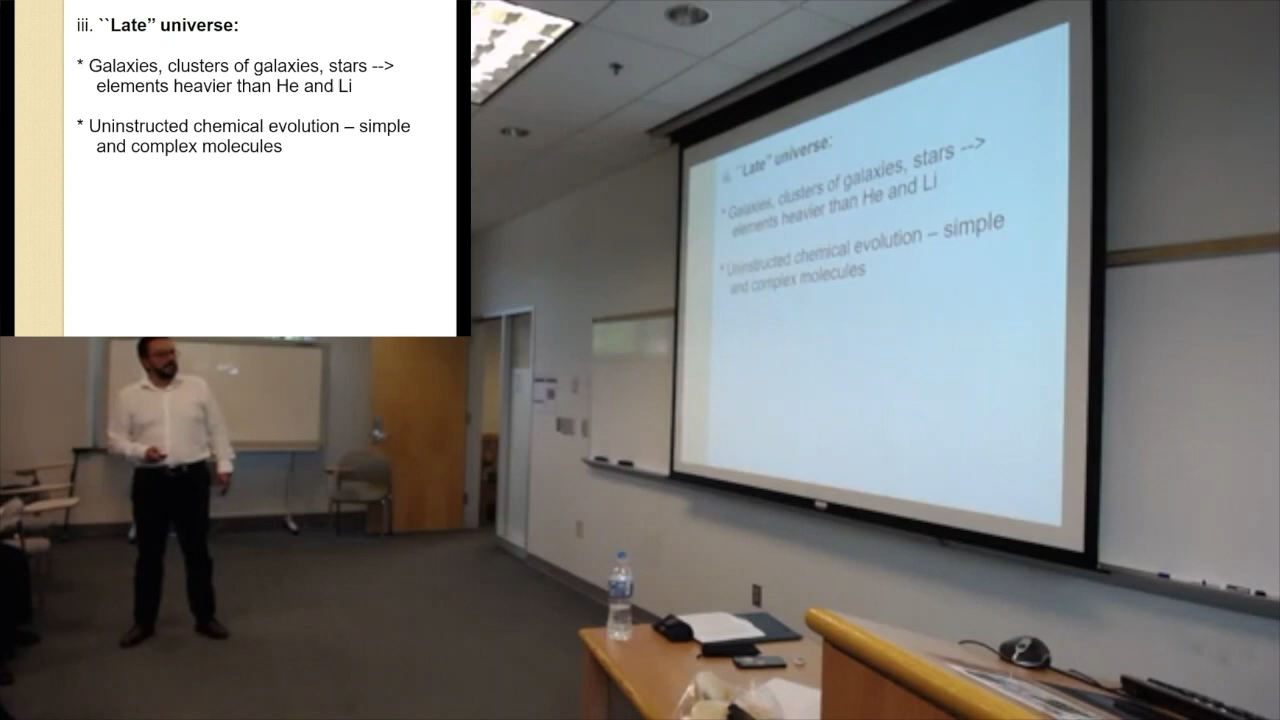 iii. ``Late” universe:
* Galaxies, clusters of galaxies, stars -->
elements heavier than He and Li
* Uninstructed chemical evolution – simple
and complex molecules
iii. ``Late” universe:
* Galaxies, clusters of galaxies, stars -->
elements heavier than He and Li
* Uninstructed chemical evolution – simple
and complex molecules